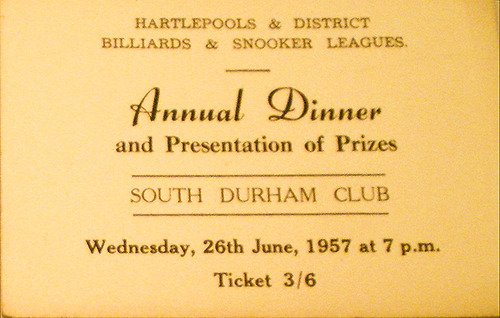 HARTLEPOOLS & DISTRICT
BILLIARDS & SNOOKER LEAGUES.
Annual Dinner
and Presentation of Prizes
SOUTH DURHAM CLUB
Wednesday, 26th June, 1957 at 7 p.m.
Ticket 3/6